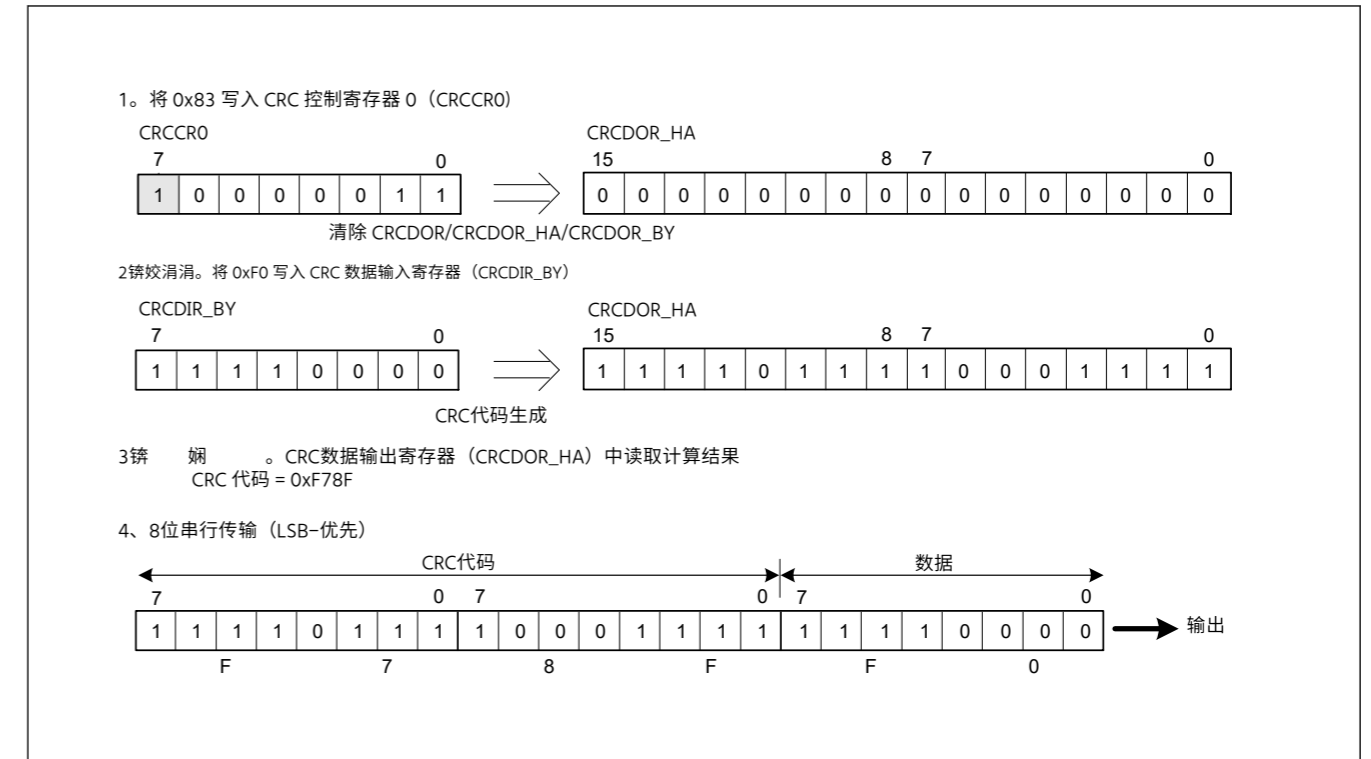 1。将 0x83 写入 CRC 控制寄存器 0（CRCCR0)
CRCCR0 CRCDOR_HA
7 0 15 8 7 0
1 0 0 0 0 0 1 1 0 0 0 0 0 0 0 0 0 0 0 0 0 0 0 0
清除 CRCDOR/CRCDOR_HA/CRCDOR_BY
2锛姣涓涓。将 0xF0 写入 CRC 数据输入寄存器（CRCDIR_BY）
CRCDIR_BY CRCDOR_HA
7 0 15 8 7 0
1 1 1 1 0 0 0 0 1 1 1 1 0 1 1 1 1 0 0 0 1 1 1 1
CRC代码生成
3锛 娴 。CRC数据输出寄存器（CRCDOR_HA）中读取计算结果
CRC 代码 = 0xF78F
4、8位串行传输（LSB-优先）
CRC代码 数据
7 0 7 0 7 0
1 1 1 1 0 1 1 1 1 0 0 0 1 1 1 1 1 1 1 1 0 0 0 0 输出
F 7 8 F F 0